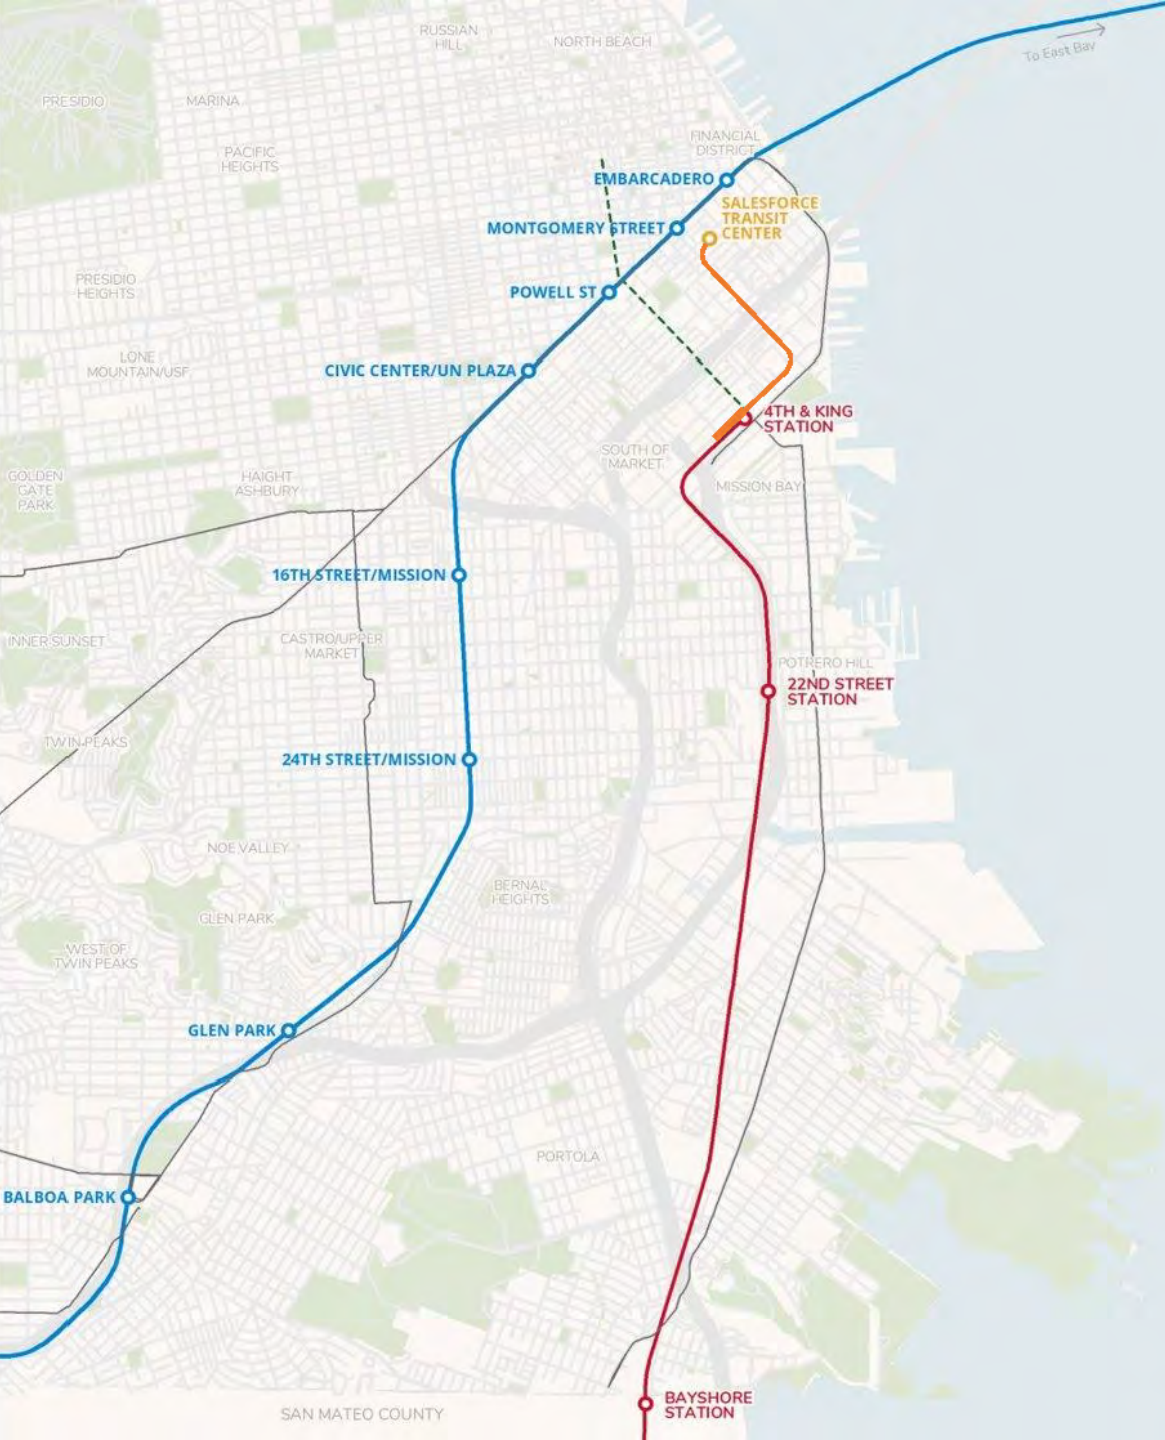 RUSSIAN
HILL
NORTH BEACH
To East Bay
PRESIDIO
MARINA
FINANCIAL
DISTRICT
PACIFIC
HEIGHTS
EMBARCADERO
SALESFORCE
TRANSIT
CENTER
MONTGOMERY STREET
PRESIDIO
HEIGHTS
POWELL ST
LONE
MOUNTAIN/USF
CIVIC CENTER/UN PLAZA
4TH & KING
STATION
SOUTH OF
MARKET
GOLDEN
GATE
PARK
HAIGHT
ASHBURY
MISSION BAY
16TH STREET/MISSION
INNER SUNSET
CASTRO/UPPER
MARKET
POTRERO HILL
22ND STREET
STATION
TWIN PEAKS
24TH STREET/MISSION
NOE VALLEY
BERNAL
HEIGHTS
GLEN PARK
WEST OF
TWIN PEAKS
GLEN PARK
PORTOLA
BALBOA PARK
BAYSHORE
STATION
SAN MATEO COUNTY